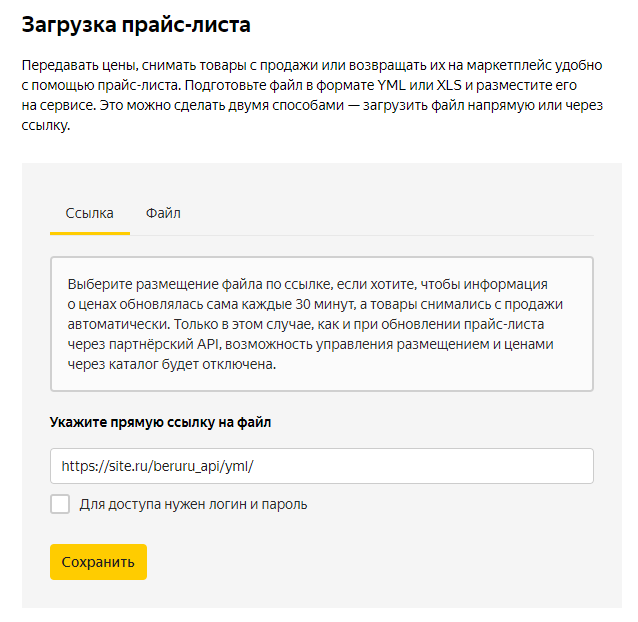 Загрузка прайс-листа
Передавать цены, снимать товары с продажи или возвращать их на маркетплейс удобно
с помощью прайс-листа. Подготовьте файл в формате YML или XLS и разместите его
на сервисе. Это можно сделать двумя способами — загрузить файл напрямую или через
ссылку.
Ссылка Файл
Выберите размещение файла по ссылке, если хотите, чтобы информация
о ценах обновлялась сама каждые 30 минут, а товары снимались с продажи
автоматически. Только в этом случае, как и при обновлении прайс-листа
через партнёрский API, возможность управления размещением и ценами
через каталог будет отключена.
Укажите прямую ссылку на файл
https://site.ru/beruru_api/yml/
Для доступа нужен логин и пароль
Сохранить